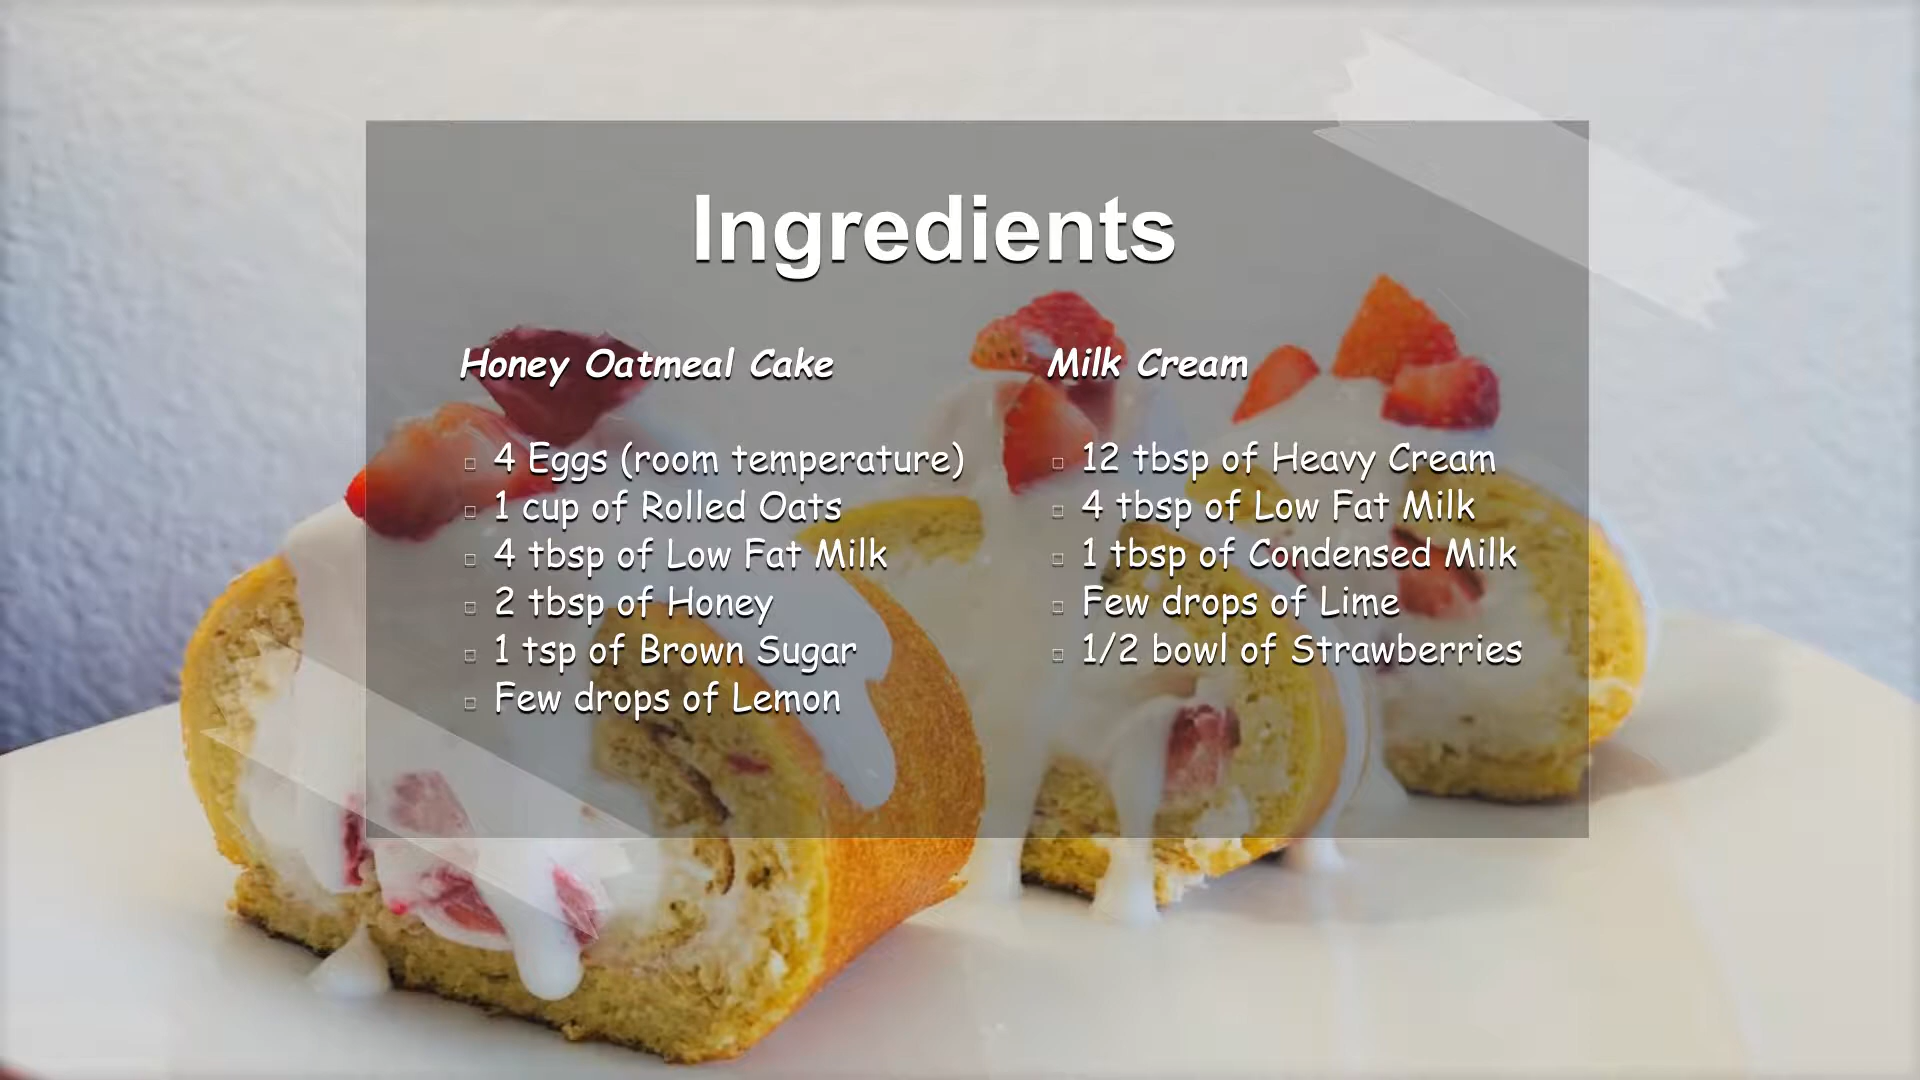 Ingredients
Honey Oatmeal Cake
4 Eggs (room temperature)
1 cup of Rolled Oats
4 tbsp of Low Fat Milk
2 tbsp of Honey
1 tsp of Brown Sugar
Few drops of Lemon
Milk Cream
12 tbsp of Heavy Cream
4 tbsp of Low Fat Milk
1 tbsp of Condensed Milk
Few drops of Lime
1/2 bowl of Strawberries